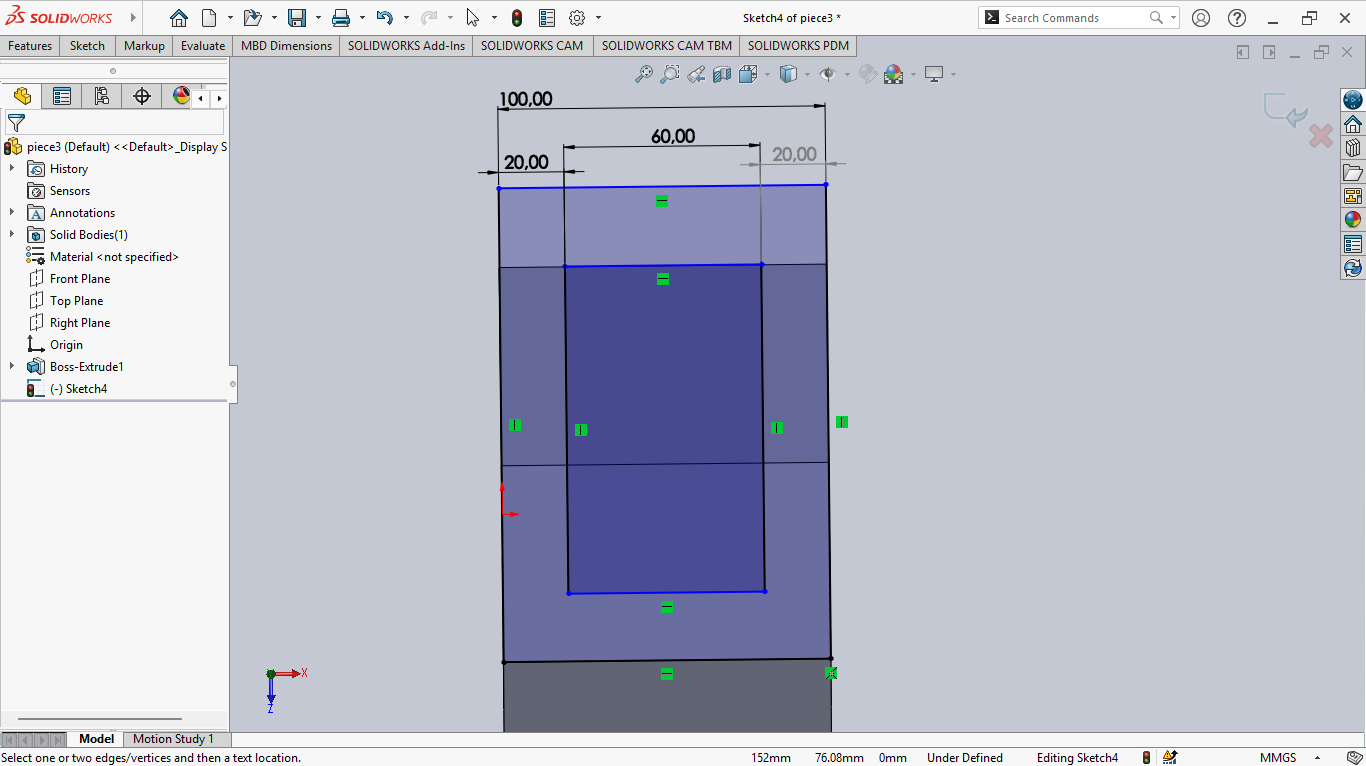 SOLIDWORKS
Sketch4 of piece3 *
Search Commands
Features
Sketch
Markup
Evaluate
MBD Dimensions
SOLIDWORKS Add-Ins
SOLIDWORKS CAM
SOLIDWORKS CAM TBM
SOLIDWORKS PDM
piece3 (Default) <<Default>_Display S
History
Sensors
Annotations
Solid Bodies(1)
Material <not specified>
Front Plane
Top Plane
Right Plane
Origin
Boss-Extrude1
(-) Sketch4
100,00
60,00
20,00
20,00
X
Z
Model
Motion Study 1
Select one or two edges/vertices and then a text location.
152mm
76.08mm
0mm
Under Defined
Editing Sketch4
MMGS